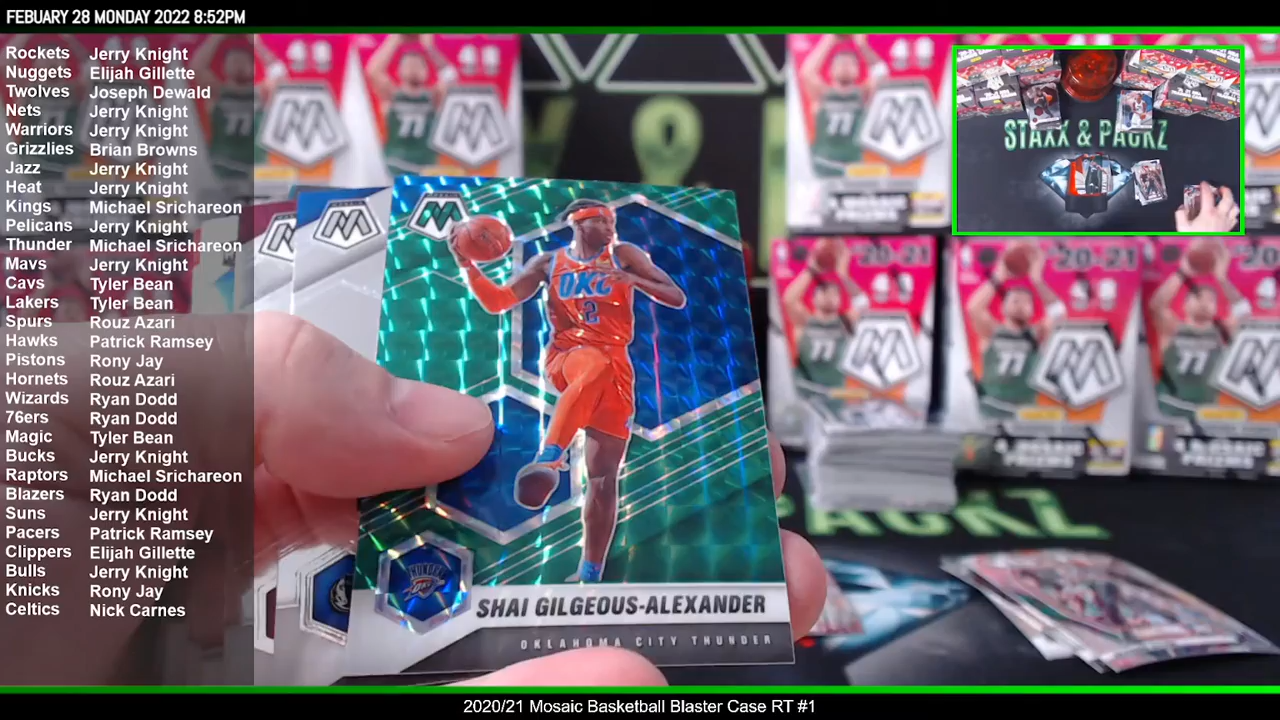 FEBUARY 28 MONDAY 2022 8:52PM
Rockets Jerry Knight
Nuggets Elijah Gillette
Twolves Joseph Dewald
Nets Jerry Knight
Warriors Jerry Knight
Grizzlies Brian Browns
Jazz Jerry Knight
Heat Jerry Knight
Kings Michael Srichareon
Pelicans Jerry Knight
Thunder Michael Srichareon
Mavs Jerry Knight
Cavs Tyler Bean
Lakers Tyler Bean
Spurs Rouz Azari
Hawks Patrick Ramsey
Pistons Rony Jay
Hornets Rouz Azari
Wizards Ryan Dodd
76ers Ryan Dodd
Magic Tyler Bean
Bucks Jerry Knight
Raptors Michael Srichareon
Blazers Ryan Dodd
Suns Jerry Knight
Pacers Patrick Ramsey
Clippers Elijah Gillette
Bulls Jerry Knight
Knicks Rony Jay
Celtics Nick Carnes
STAXX & PACKZ
20-21
20-21
M
M
M
M
OKC
2
THUNDER
OKC
SHAI GILGEOUS-ALEXANDER
OKLAHOMA CITY THUNDER
77
77
77
PACKZ
2020/21 Mosaic Basketball Blaster Case RT #1